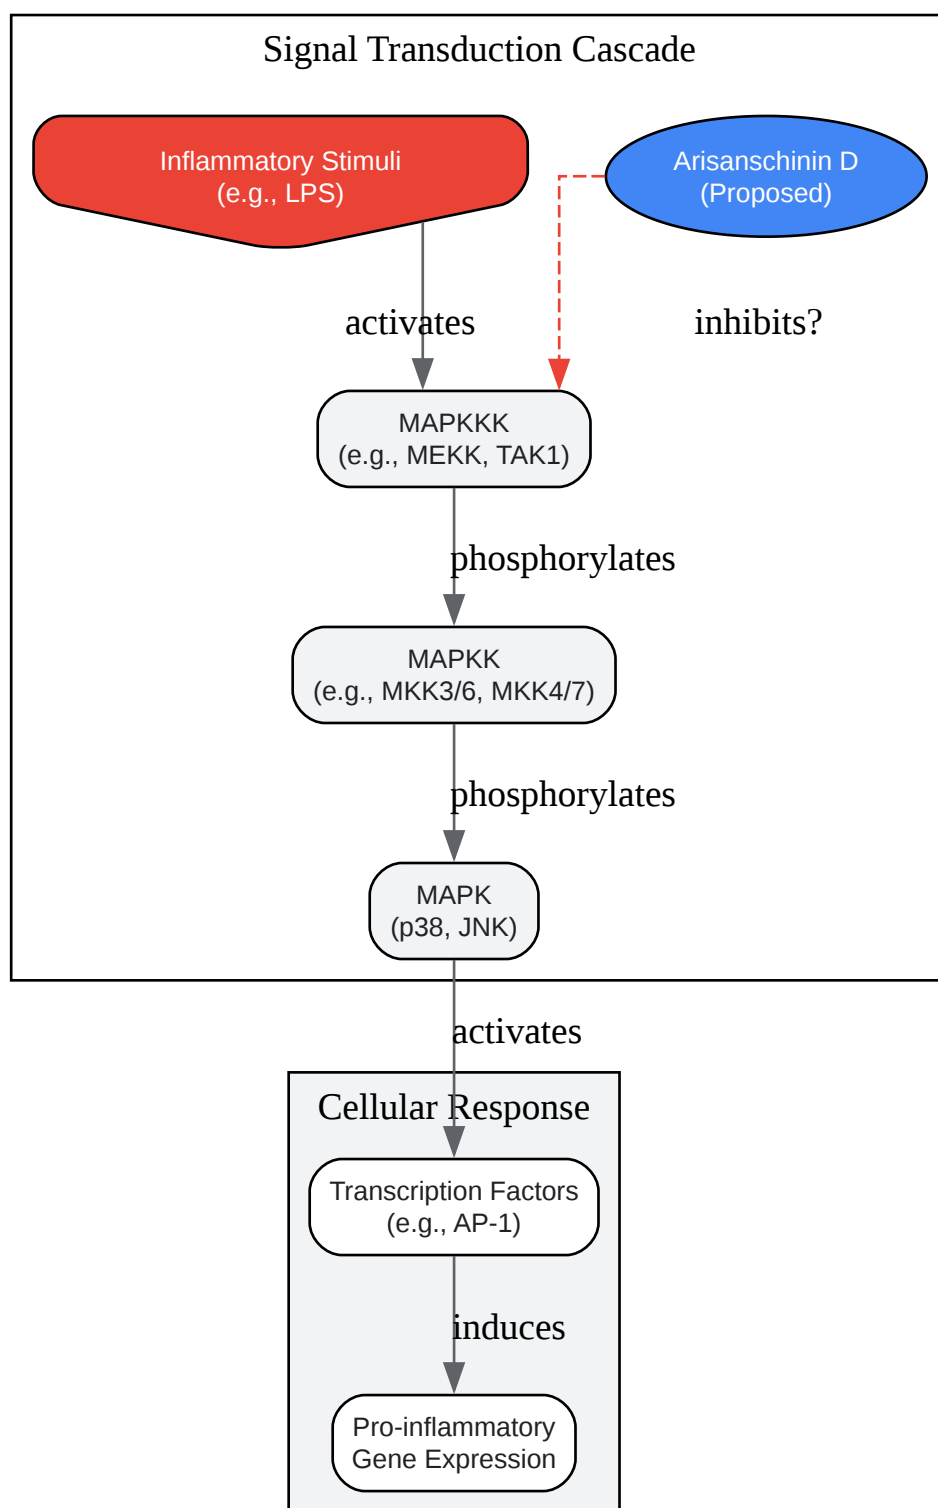 Signal Transduction Cascade
Inflammatory Stimuli
(e.g., LPS)
Arisanschinin D
(Proposed)
activates
inhibits?
MAPKKK
(e.g., MEKK, TAK1)
phosphorylates
MAPKK
(e.g., MKK3/6, MKK4/7)
phosphorylates
MAPK
(p38, JNK)
activates
Cellular Response
Transcription Factors
(e.g., AP-1)
induces
Pro-inflammatory
Gene Expression